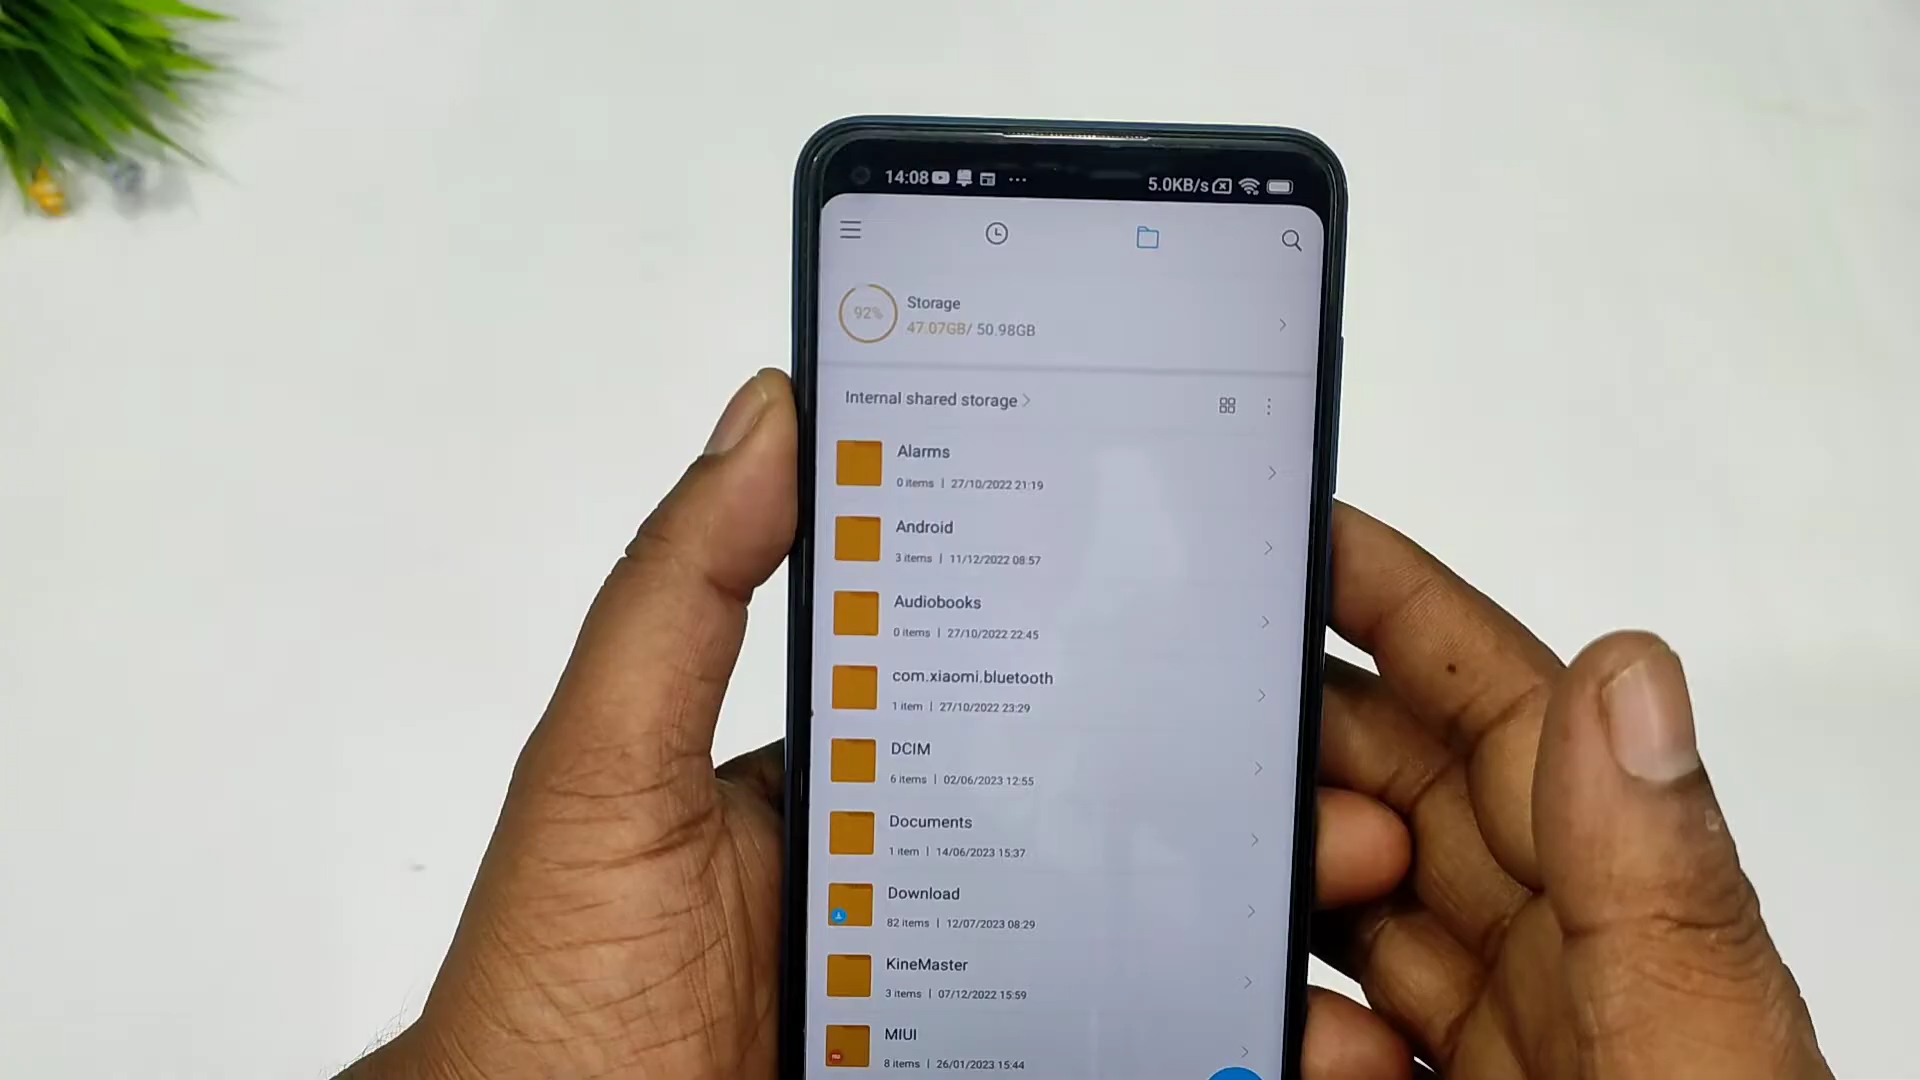 14:08
5.0KB/s
92%
Storage
47.07GB/ 50.98GB
Internal shared storage
Alarms
0 items | 27/10/2022 21:19
Android
3 items | 11/12/2022 08:57
Audiobooks
0 items | 27/10/2022 22:45
com.xiaomi.bluetooth
1 item | 27/10/2022 23:29
DCIM
6 items | 02/06/2023 12:55
Documents
1 item | 14/06/2023 15:37
Download
82 items | 12/07/2023 08:29
KineMaster
3 items | 07/12/2022 15:59
MIUI
8 items | 26/01/2023 15:44